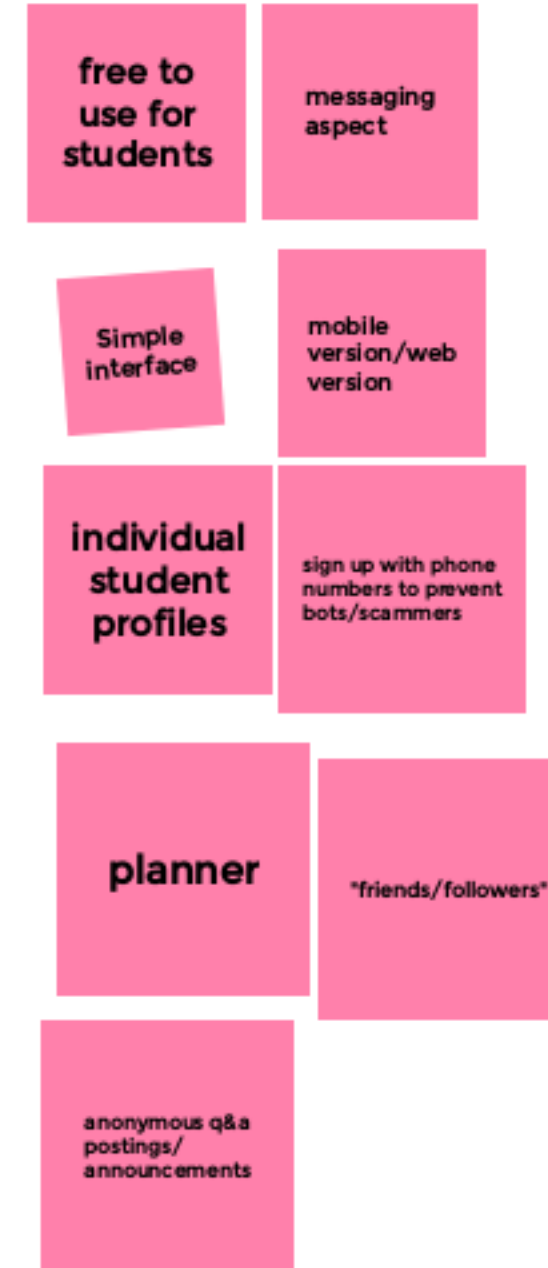 free to
use for
students
messaging
aspect
Simple
interface
mobile
version/web
version
individual
student
profiles
sign up with phone
numbers to prevent
bots/scammers
planner
"friends/followers"
anonymous q&a
postings/
announcements